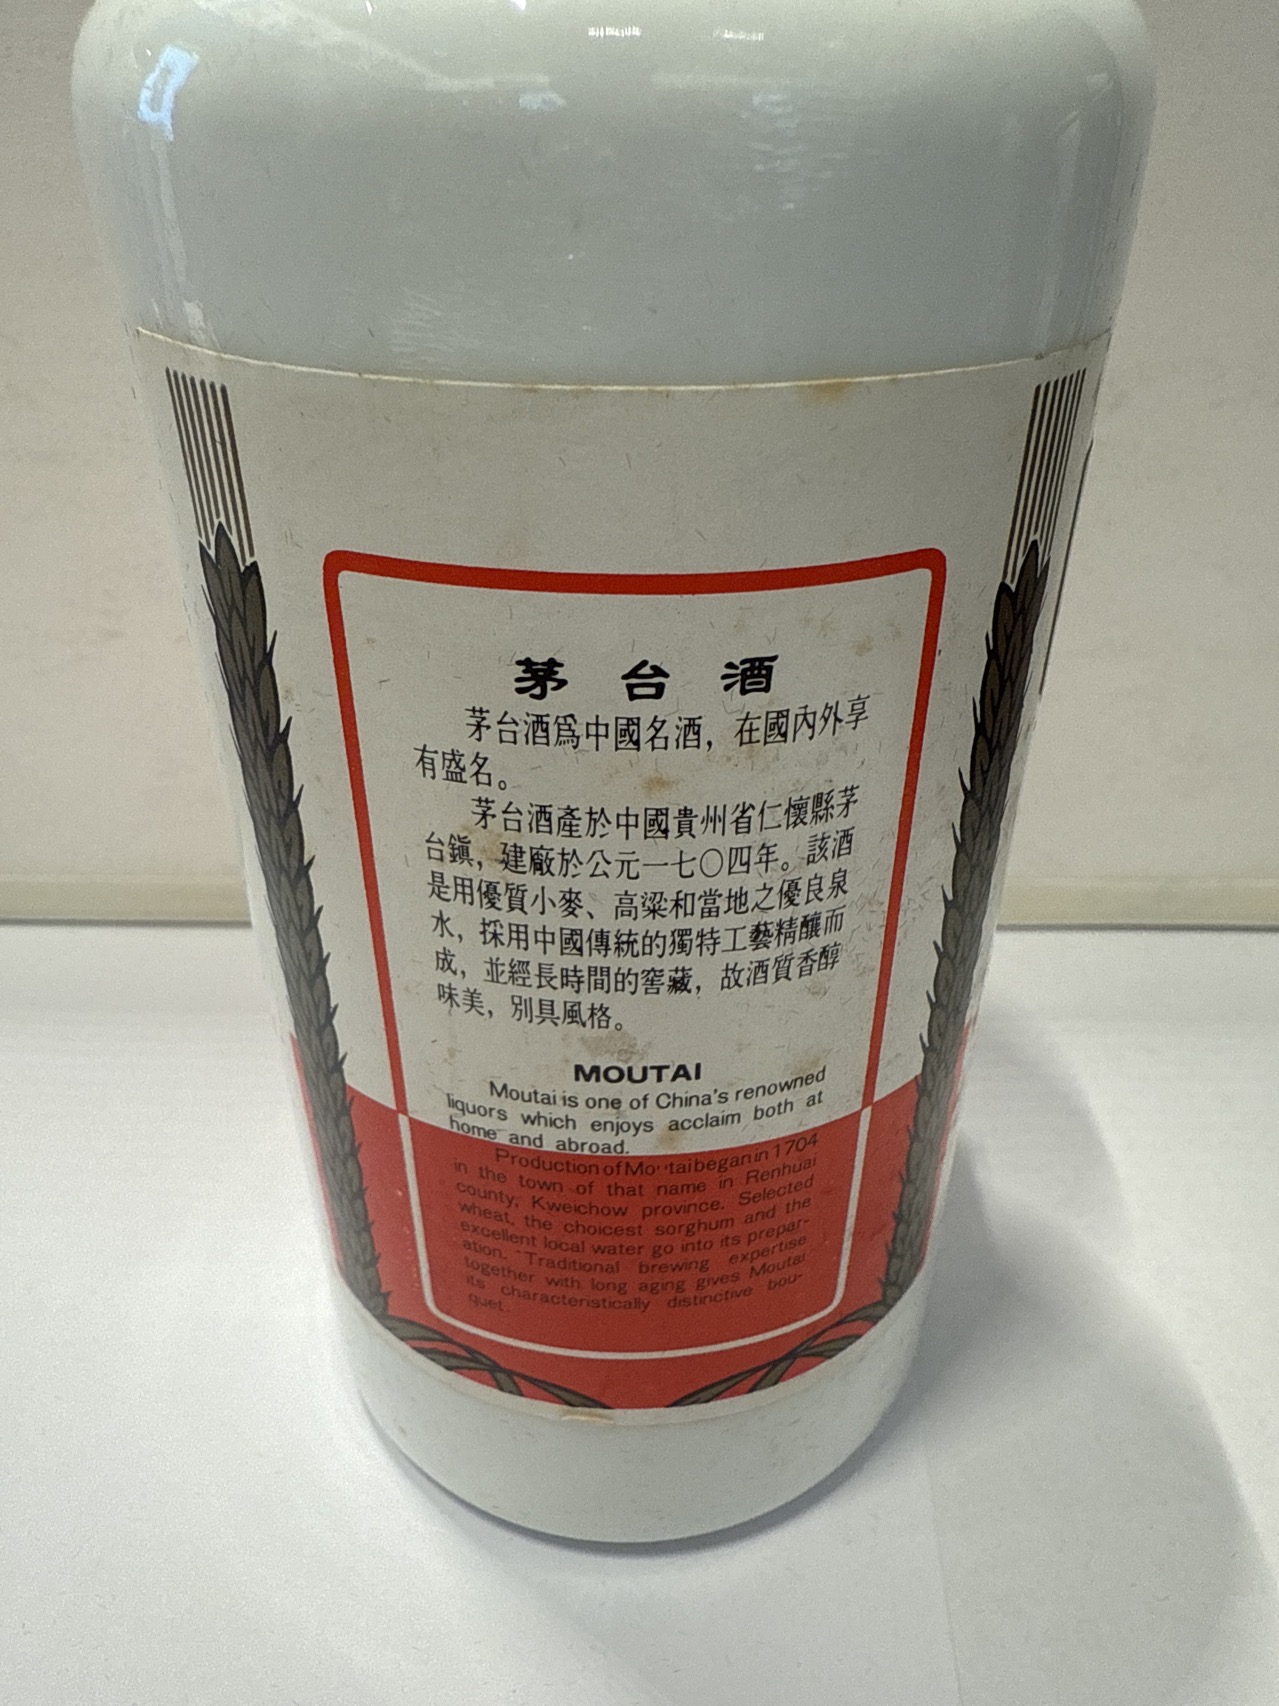 茅台酒
茅台酒爲中國名酒，在國內外享
有盛名。
茅台酒產於中國貴州省仁懷縣茅
台鎭，建廠於公元一七〇四年。該酒
是用優質小麥、高粱和當地之優良泉
水，採用中國傳統的獨特工藝精釀而
成，並經長時間的窖藏，故酒質香醇
味美，別具風格。
MOUTAI
Moutai is one of China's renowned
liquors which enjoys acclaim both at
home and abroad.
Production of Moutai began in 1704
in the town of that name in Renhuai
county, Kweichow province. Selected
wheat, the choicest sorghum and the
excellent local water go into its prepar-
ation. Traditional brewing expertise
together with long aging gives Moutai
its characteristically distinctive bou-
quet.